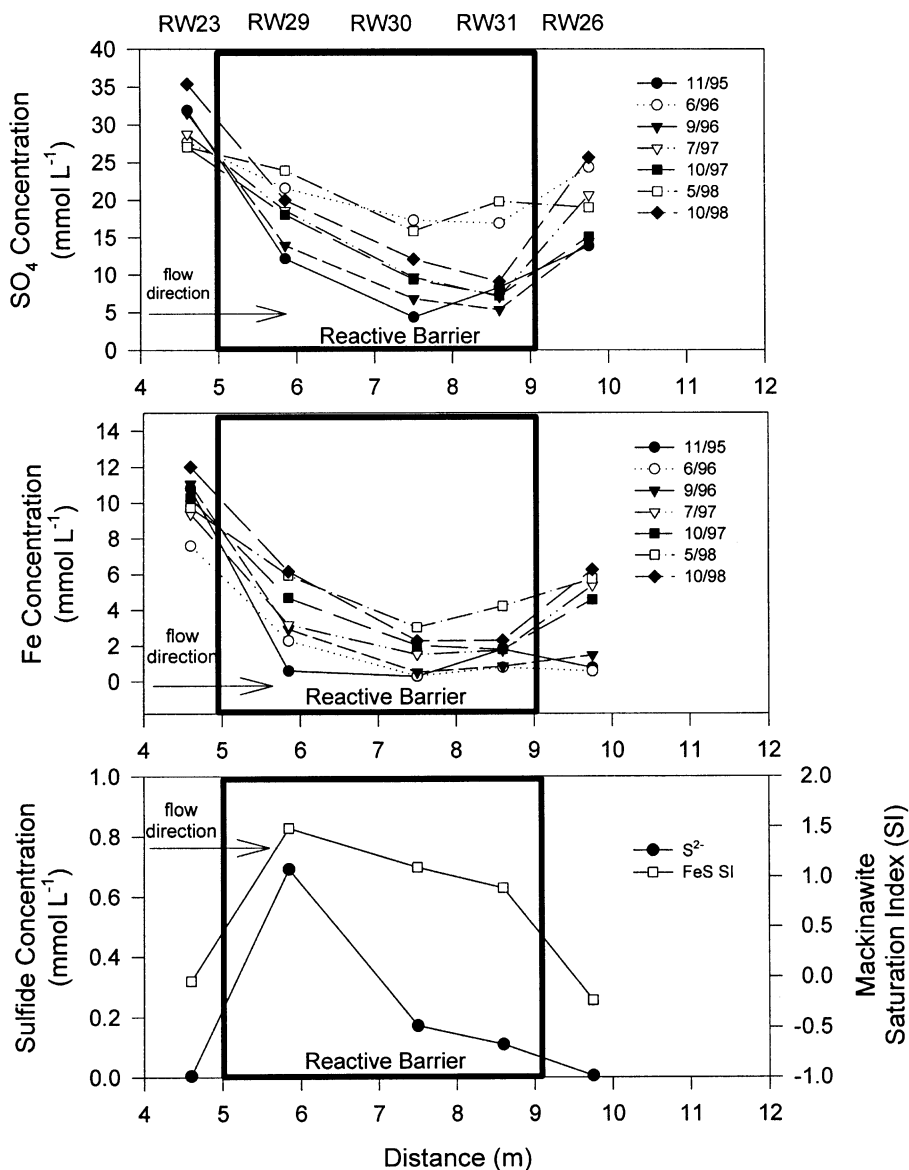 RW23 RW29 RW30 RW31 RW26
SO4 Concentration
(mmol L-1)
40
35
30
25
20
15
10
5
0
flow
direction
Reactive Barrier
11/95
6/96
9/96
7/97
10/97
5/98
10/98
4 5 6 7 8 9 10 11 12
Fe Concentration
(mmol L-1)
14
12
10
8
6
4
2
0
flow
direction
Reactive Barrier
11/95
6/96
9/96
7/97
10/97
5/98
10/98
4 5 6 7 8 9 10 11 12
Sulfide Concentration
(mmol L-1)
1.0
0.8
0.6
0.4
0.2
0.0
flow
direction
Reactive Barrier
S2-
FeS SI
2.0
1.5
1.0
0.5
0.0
-0.5
-1.0
Mackinawite
Saturation Index (SI)
4 5 6 7 8 9 10 11 12
Distance (m)